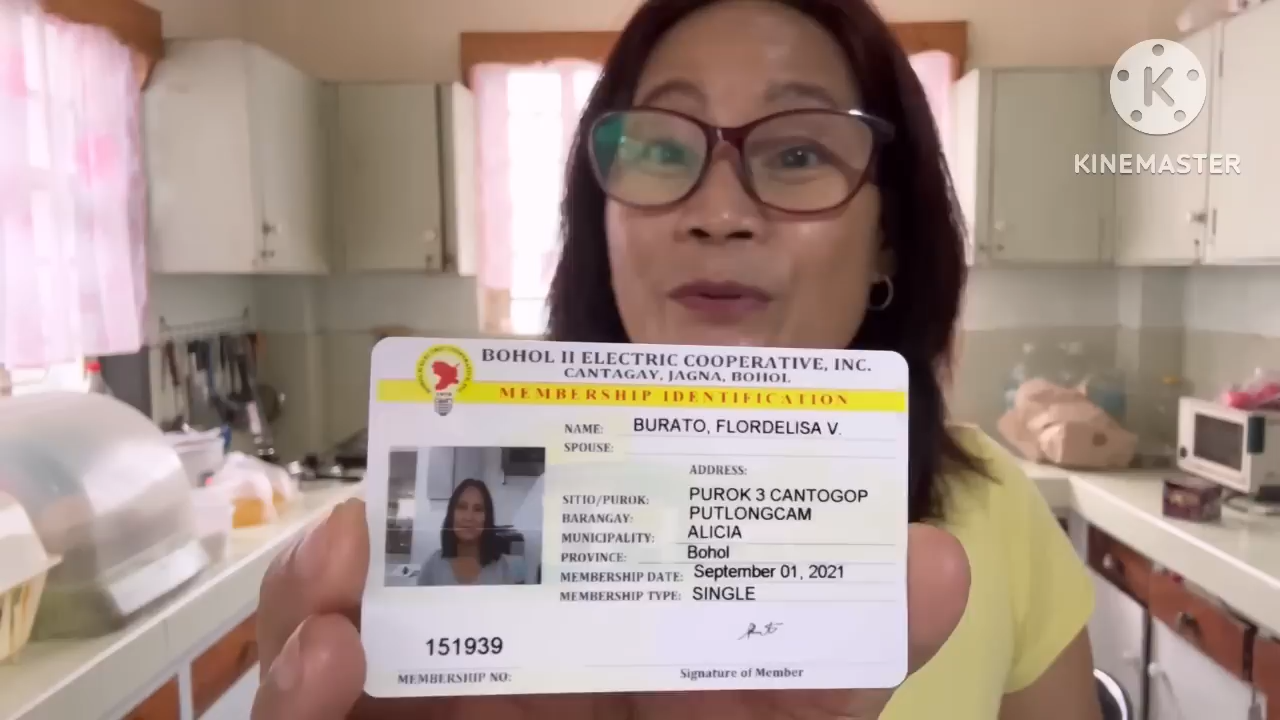 KINEMASTER
BOHOL II ELECTRIC COOPERATIVE, INC.
CANTAGAY, JAGNA, BOHOL
MEMBERSHIP IDENTIFICATION
NAME: BURATO, FLORDELISA V.
SPOUSE:
ADDRESS:
SITIO/PUROK: PUROK 3 CANTOGOP
BARANGAY: PUTLONGCAM
MUNICIPALITY: ALICIA
PROVINCE: Bohol
MEMBERSHIP DATE: September 01, 2021
MEMBERSHIP TYPE: SINGLE
151939
MEMBERSHIP NO:
Signature of Member